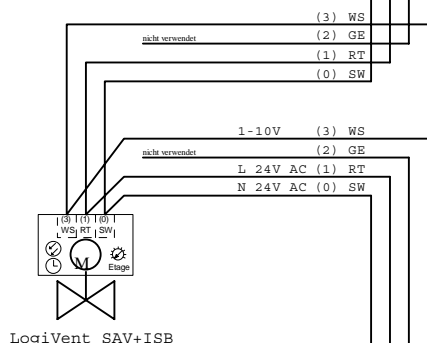 (3) WS
nicht verwendet (2) GE
(1) RT
(0) SW
1-10V (3) WS
nicht verwendet (2) GE
L 24V AC (1) RT
N 24V AC (0) SW
(3) (1) (0)
WS RT SW
M
Etage
LogiVent SAV+ISB